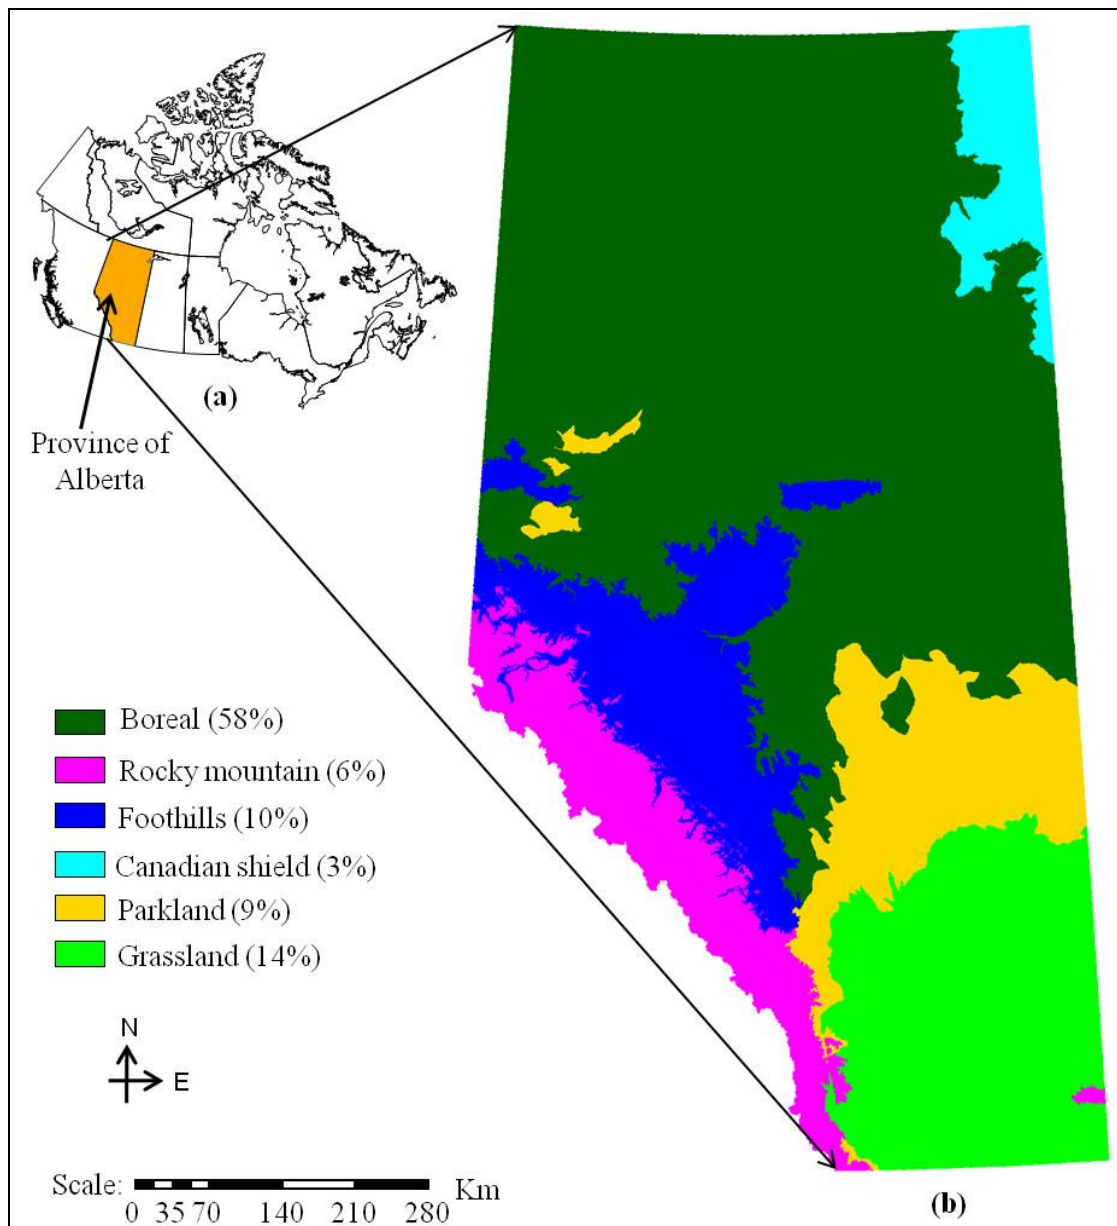 (a)
Province of
Alberta
Boreal (58%)
Rocky mountain (6%)
Foothills (10%)
Canadian shield (3%)
Parkland (9%)
Grassland (14%)
N
E
Scale:
Km
0 35 70 140 210 280
(b)